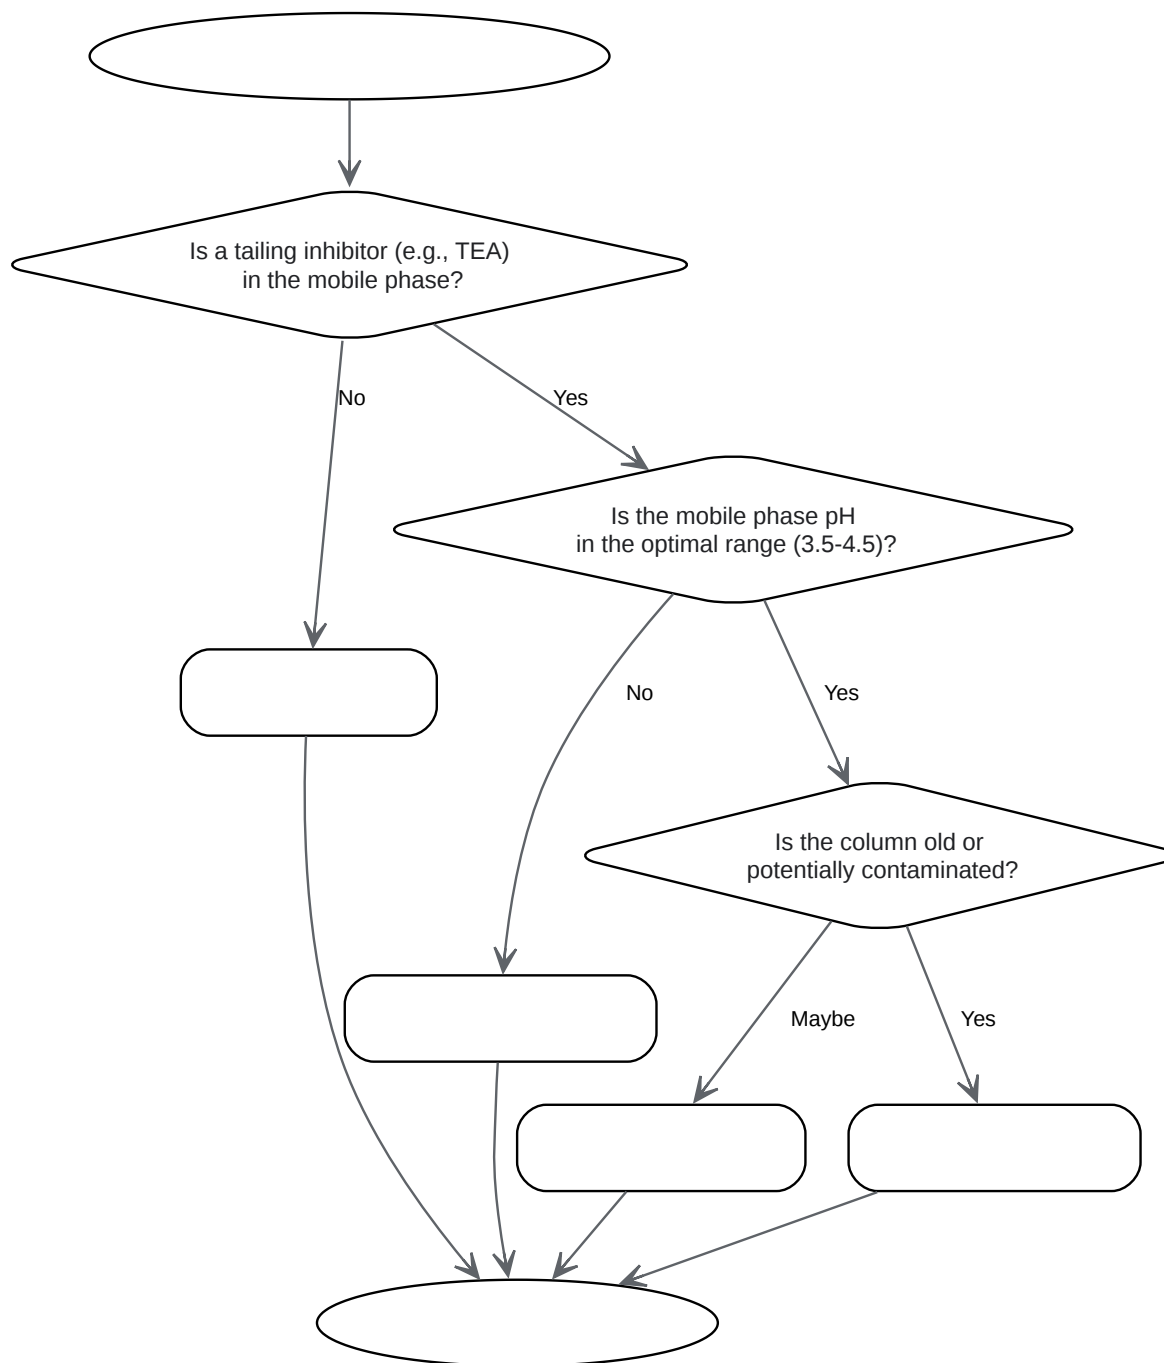 Is a tailing inhibitor (e.g., TEA)
in the mobile phase?
No
Yes
Is the mobile phase pH
in the optimal range (3.5-4.5)?
No
Yes
Is the column old or
potentially contaminated?
Maybe
Yes